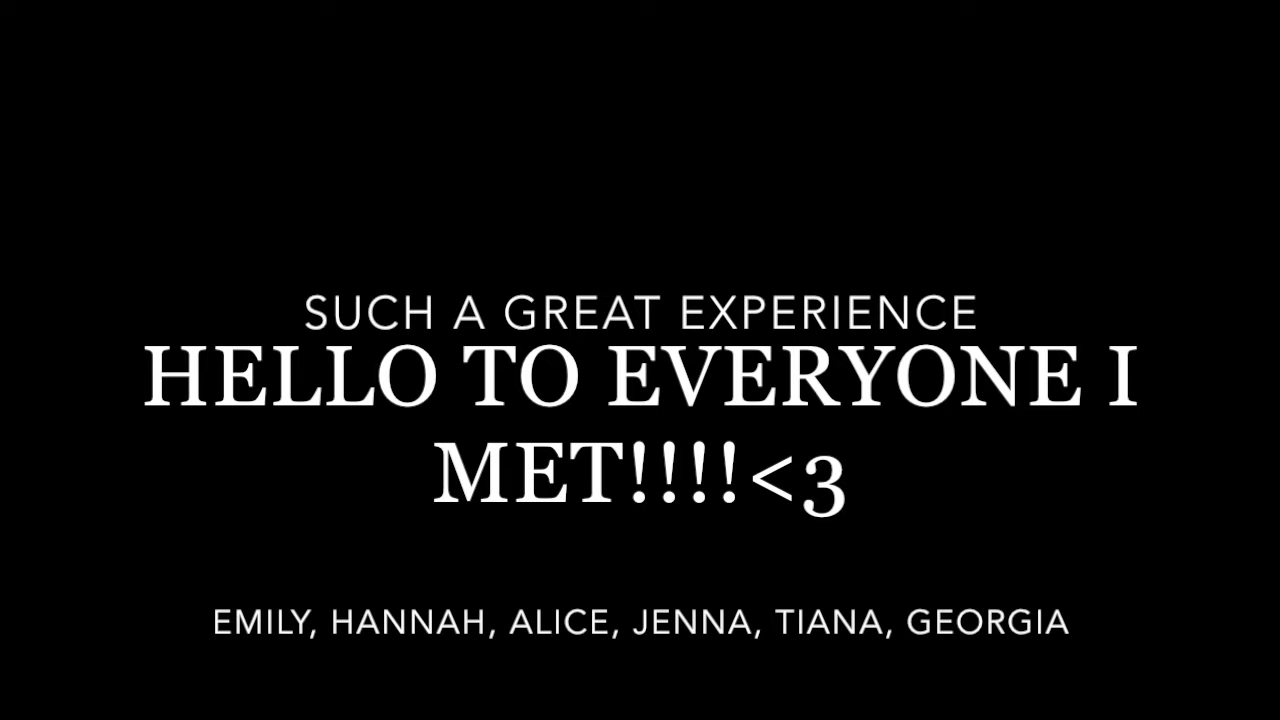 SUCH A GREAT EXPERIENCE
HELLO TO EVERYONE I
MET!!!!<3
EMILY, HANNAH, ALICE, JENNA, TIANA, GEORGIA